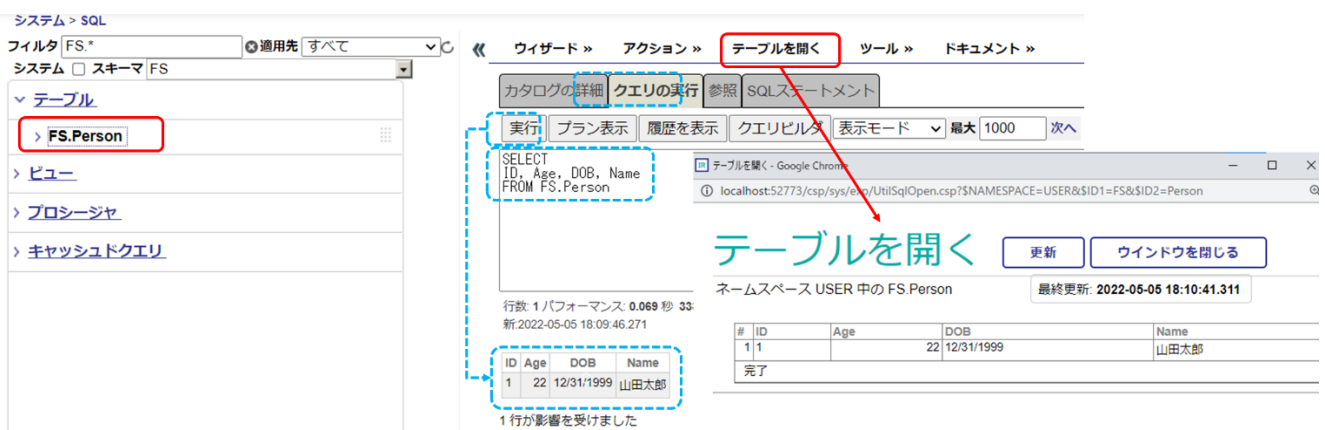 システム > SQL
フィルタ FS.* 適用先 すべて
システム スキーマ FS
テーブル
FS.Person
ビュー
プロシージャ
キャッシュドクエリ
ウィザード » アクション » テーブルを開く ツール » ドキュメント »
カタログの詳細 クエリの実行 参照 SQLステートメント
実行 プラン表示 履歴を表示 クエリビルダ 表示モード 最大 1000 次へ
SELECT
ID, Age, DOB, Name
FROM FS.Person
行数: 1 パフォーマンス: 0.069 秒 33
新:2022-05-05 18:09:46.271
ID Age DOB Name
1 22 12/31/1999 山田太郎
1 行が影響を受けました
テーブルを開く - Google Chrome
localhost:52773/csp/sys/exp/UtilSqlOpen.csp?$NAMESPACE=USER&$ID1=FS&$ID2=Person
テーブルを開く 更新 ウインドウを閉じる
ネームスペース USER 中の FS.Person 最終更新: 2022-05-05 18:10:41.311
# ID Age DOB Name
1 1 22 12/31/1999 山田太郎
完了